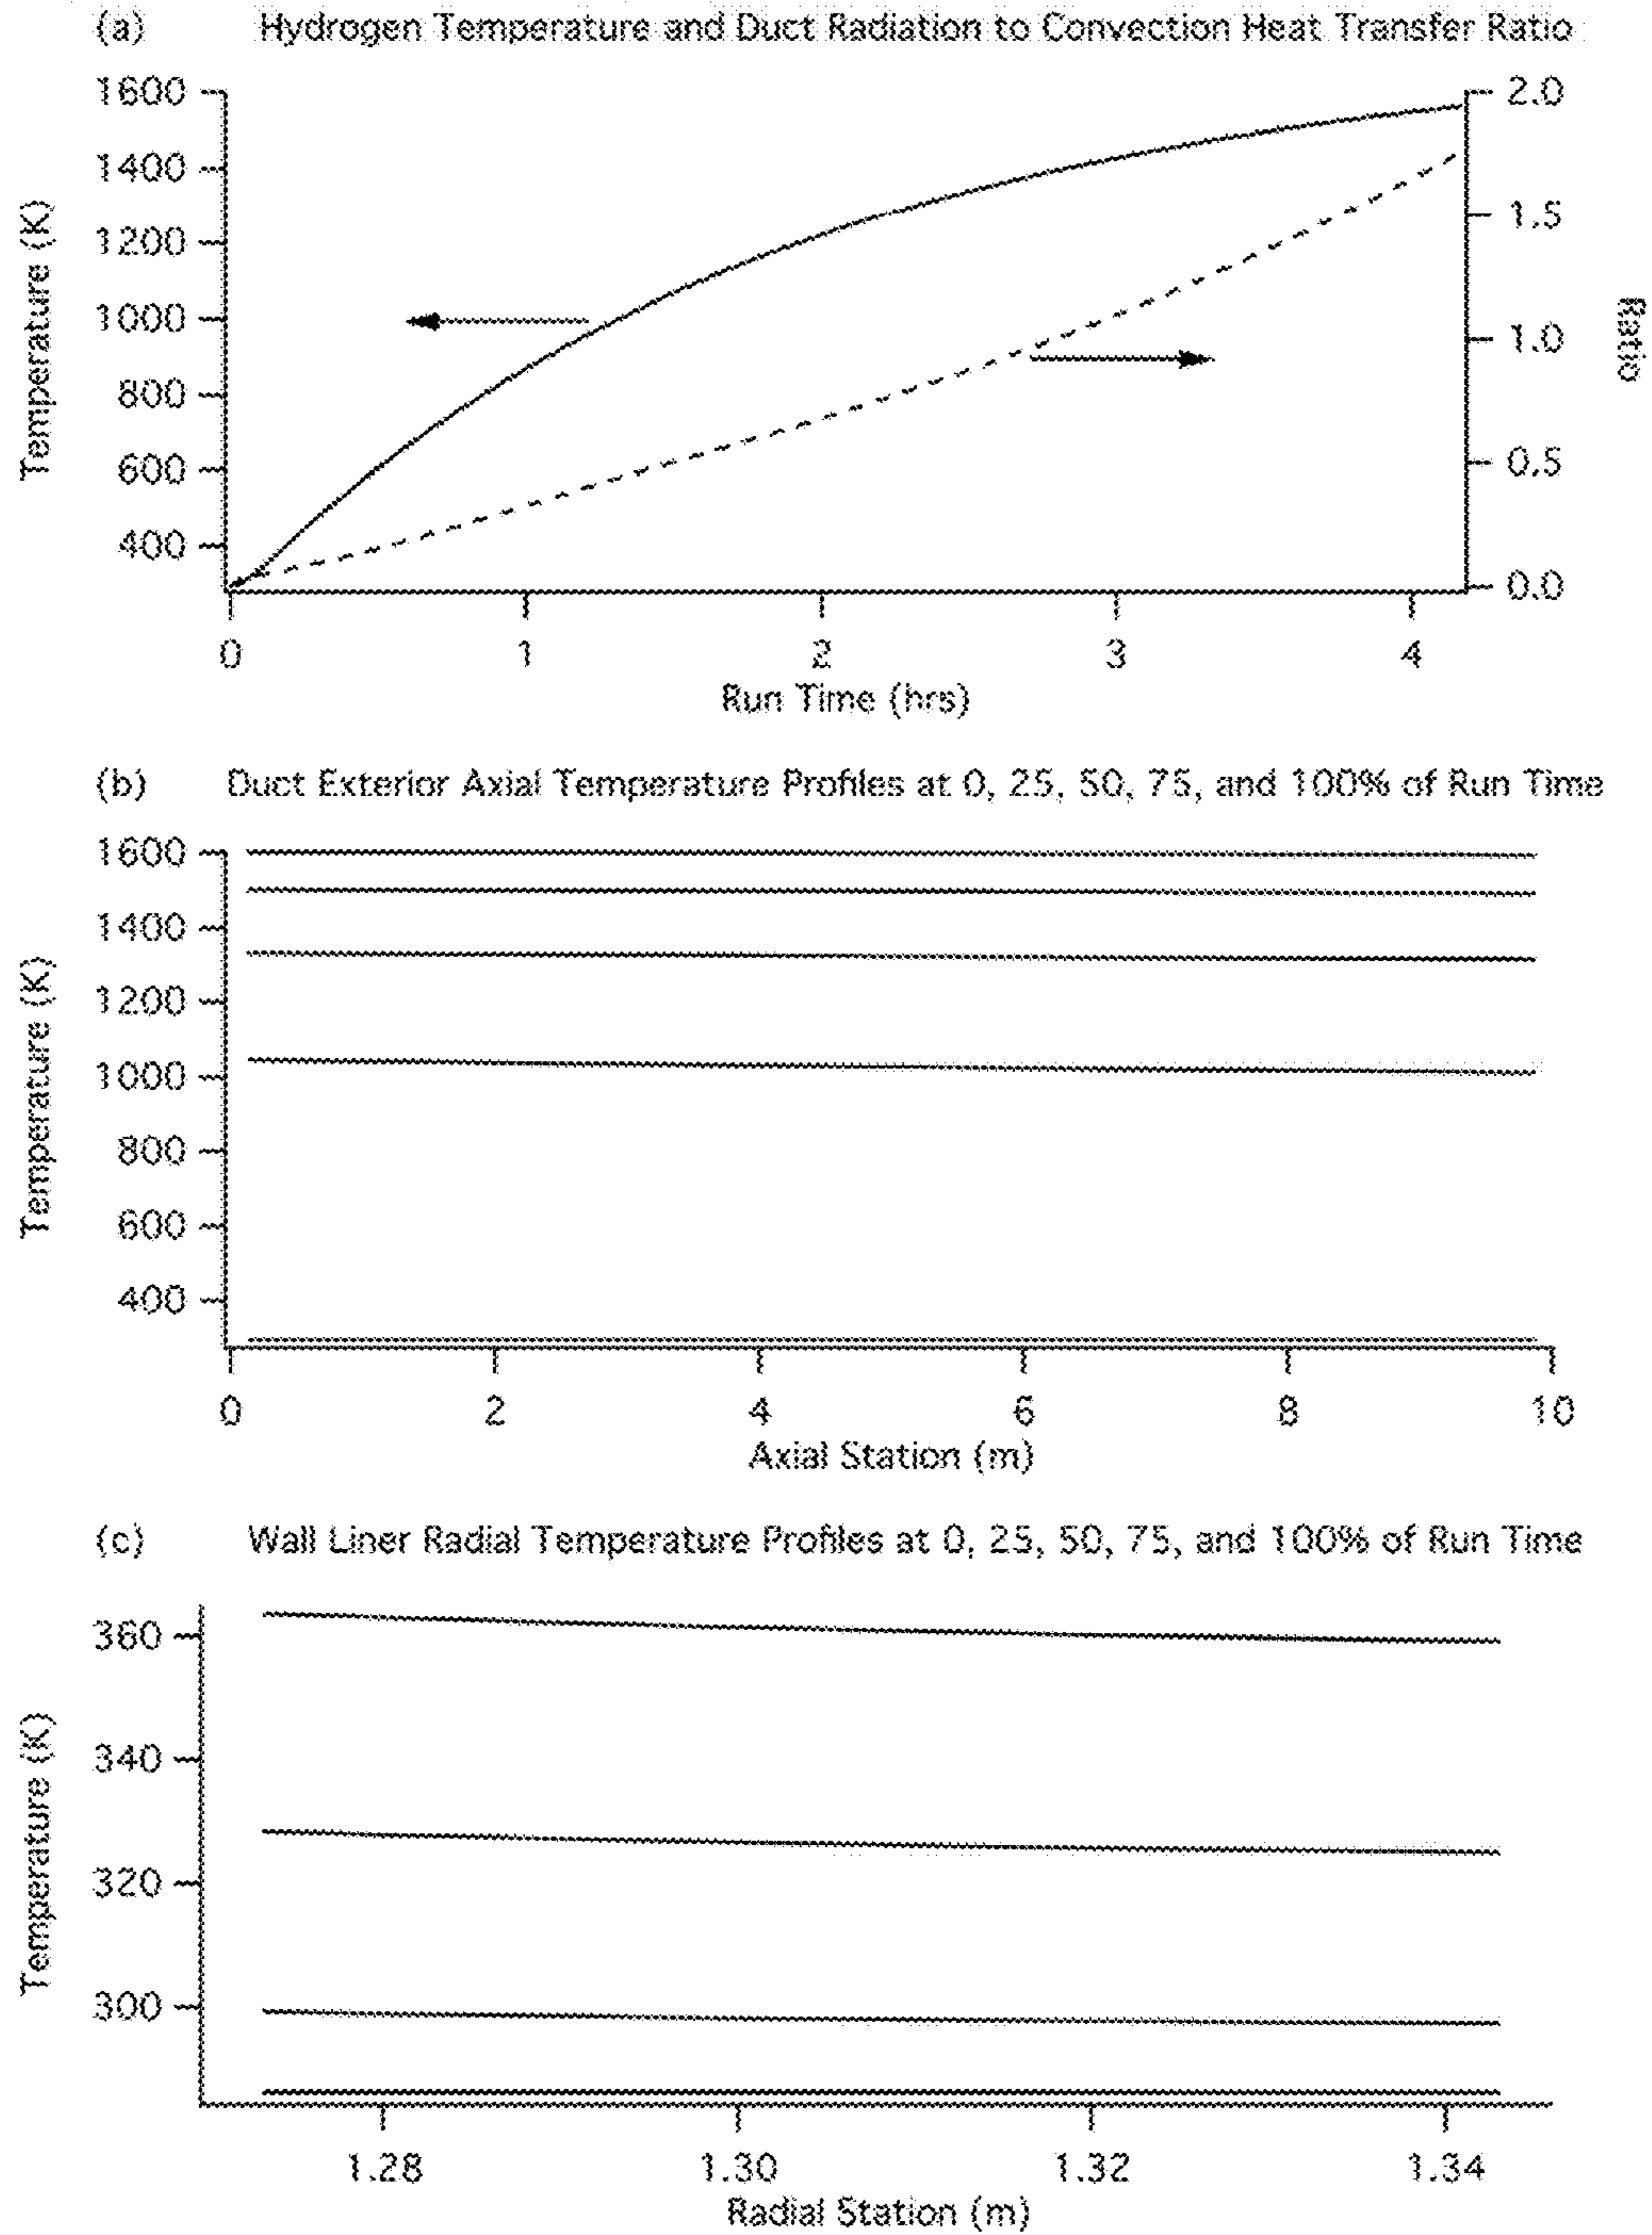 (a) Hydrogen Temperature and Duct Radiation to Convection Heat Transfer Ratio
1600
1400
1200
1000
800
600
400
Temperature (K)
2.0
1.5
1.0
0.5
0.0
Ratio
0 1 2 3 4
Run Time (hrs)
(b) Duct Exterior Axial Temperature Profiles at 0, 25, 50, 75, and 100% of Run Time
1600
1400
1200
1000
800
600
400
Temperature (K)
0 2 4 6 8 10
Axial Station (m)
(c) Wall Liner Radial Temperature Profiles at 0, 25, 50, 75, and 100% of Run Time
360
340
320
300
Temperature (K)
1.28 1.30 1.32 1.34
Radial Station (m)